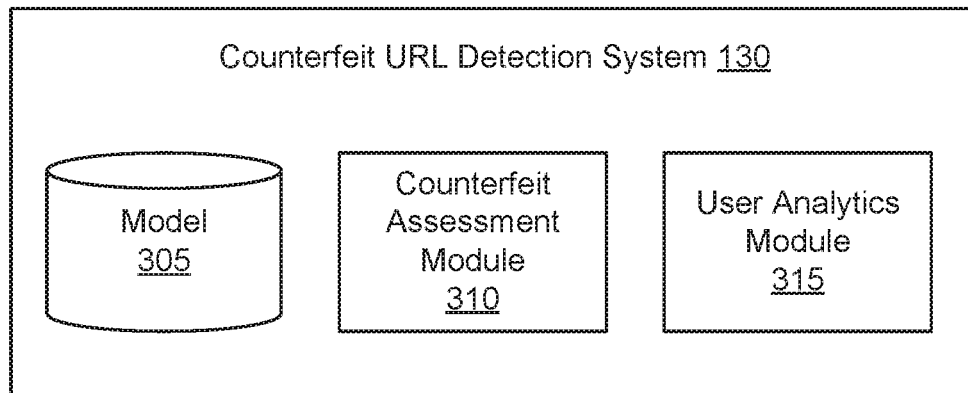 Counterfeit URL Detection System 130
Model
305
Counterfeit
Assessment
Module
310
User Analytics
Module
315